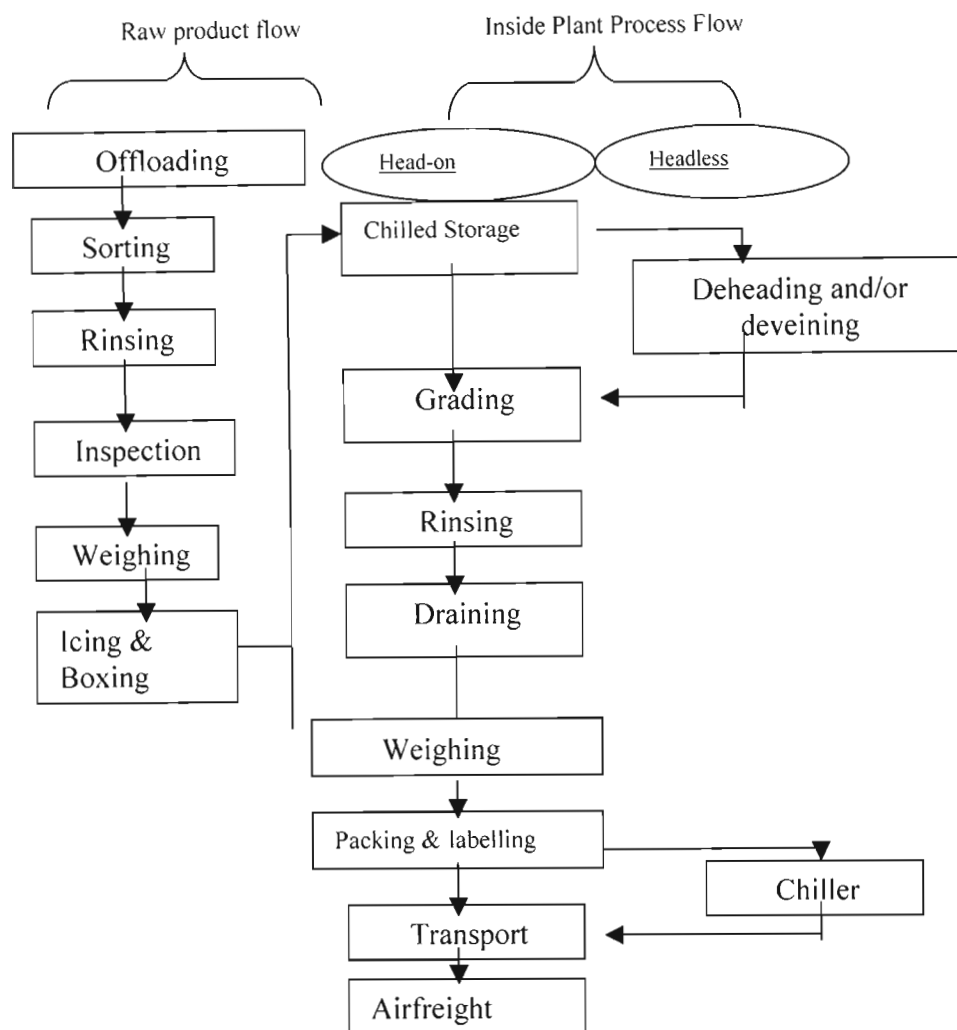 Raw product flow
Inside Plant Process Flow
Offloading
Sorting
Rinsing
Inspection
Weighing
Icing &
Boxing
Head-on
Headless
Chilled Storage
Deheading and/or
deveining
Grading
Rinsing
Draining
Weighing
Packing & labelling
Chiller
Transport
Airfreight